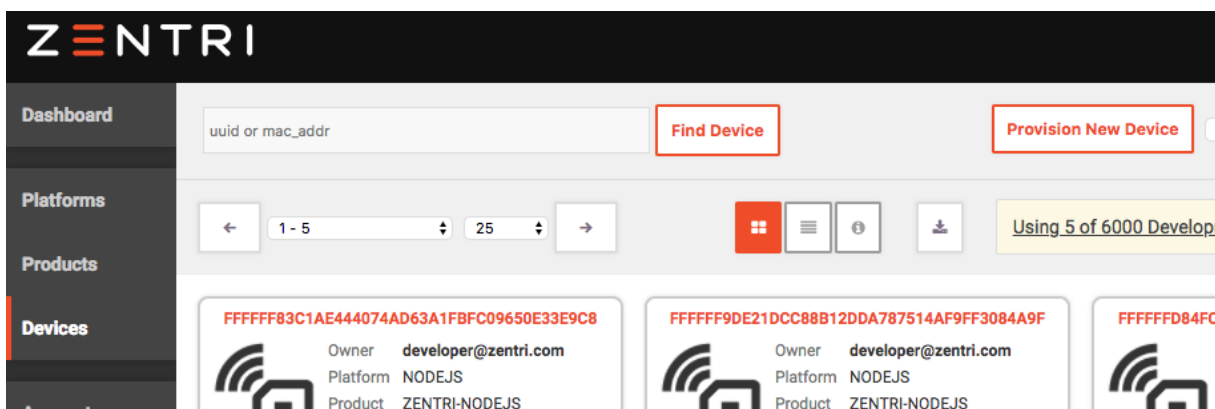 ZENTRI
Dashboard
uuid or mac_addr
Find Device
Provision New Device
Platforms
1 - 5
25
Using 5 of 6000 Develop
Products
Devices
FFFFFF83C1AE444074AD63A1FBFC09650E33E9C8
Owner developer@zentri.com
Platform NODEJS
Product ZENTRI-NODEJS
FFFFFF9DE21DCC88B12DDA787514AF9FF3084A9F
Owner developer@zentri.com
Platform NODEJS
Product ZENTRI-NODEJS
FFFFFFD84FC